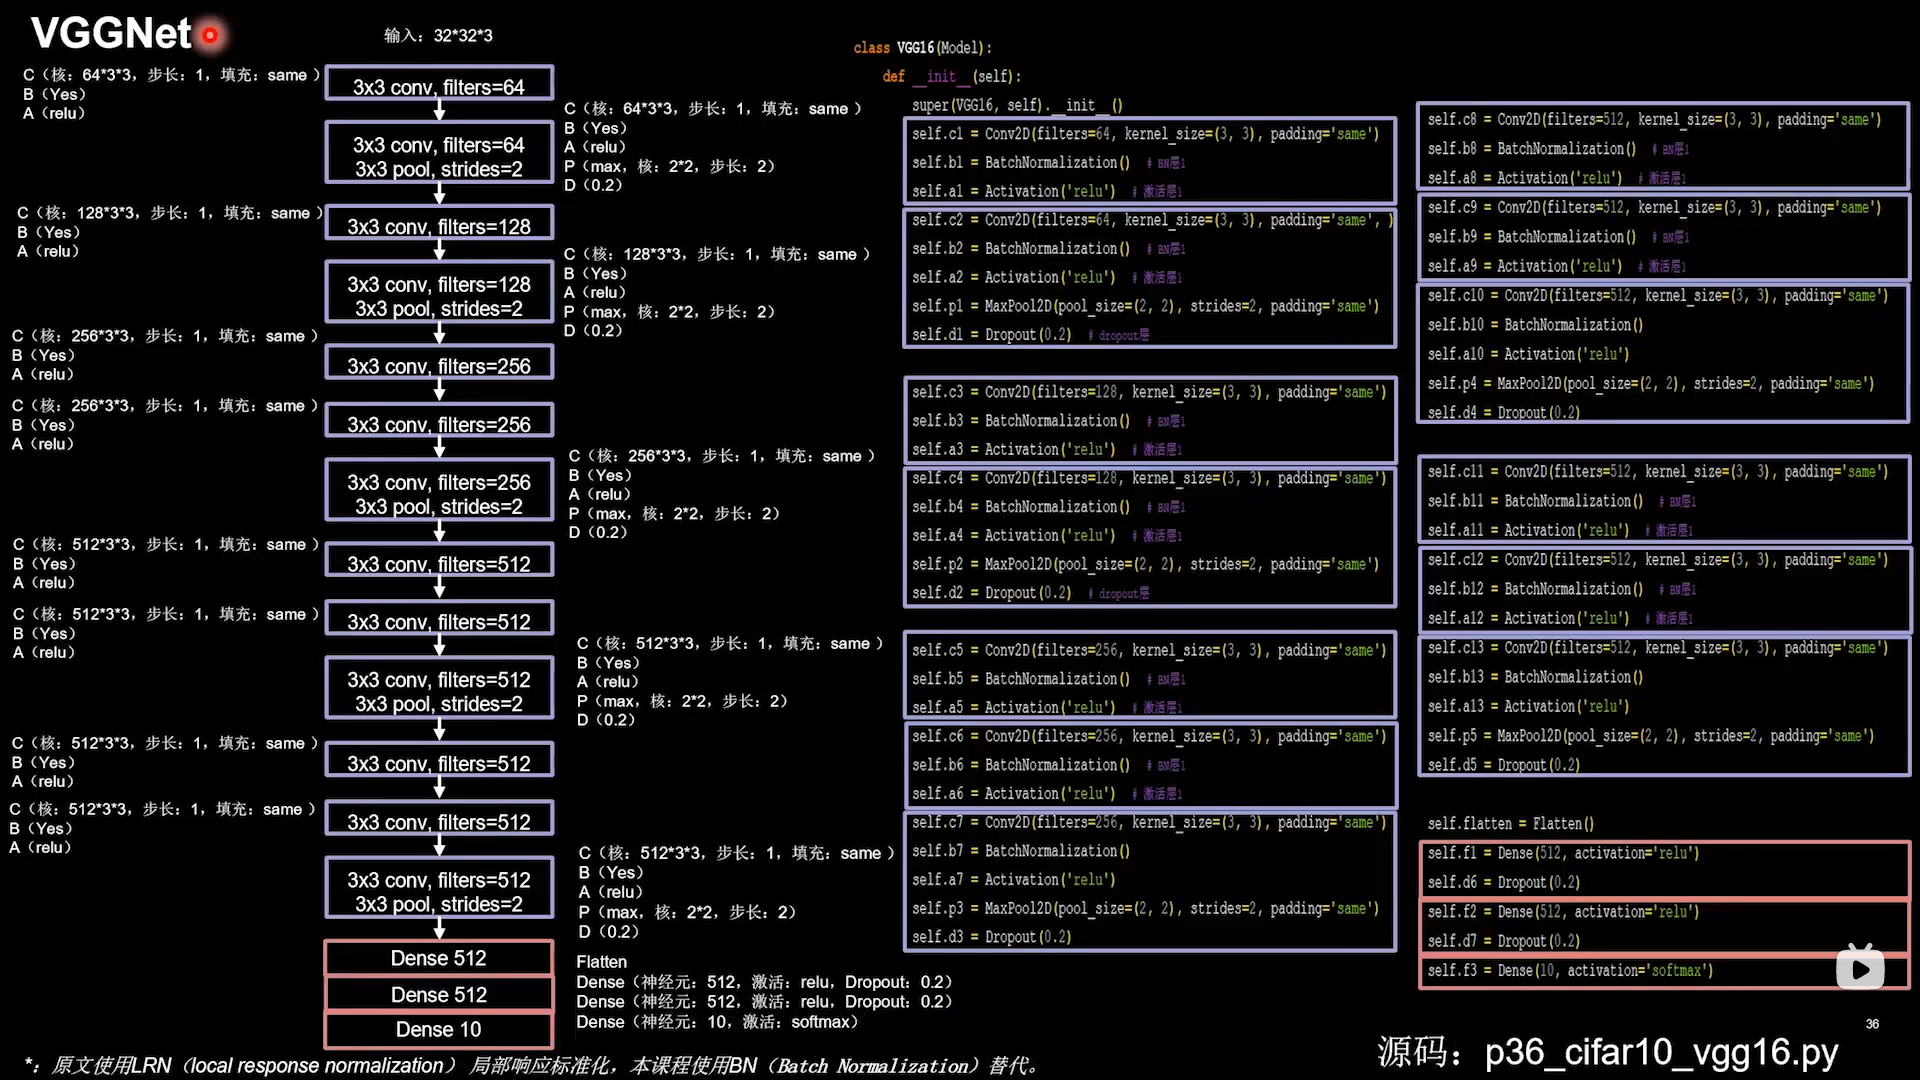 VGGNet
输入：32*32*3
C（核：64*3*3，步长：1，填充：same ）
B（Yes）
A（relu）
3x3 conv, filters=64
C（核：64*3*3，步长：1，填充：same ）
B（Yes）
A（relu）
P（max，核：2*2，步长：2）
D（0.2）
3x3 conv, filters=64
3x3 pool, strides=2
C（核：128*3*3，步长：1，填充：same ）
B（Yes）
A（relu）
3x3 conv, filters=128
C（核：128*3*3，步长：1，填充：same ）
B（Yes）
A（relu）
P（max，核：2*2，步长：2）
D（0.2）
3x3 conv, filters=128
3x3 pool, strides=2
C（核：256*3*3，步长：1，填充：same ）
B（Yes）
A（relu）
3x3 conv, filters=256
C（核：256*3*3，步长：1，填充：same ）
B（Yes）
A（relu）
3x3 conv, filters=256
C（核：256*3*3，步长：1，填充：same ）
B（Yes）
A（relu）
P（max，核：2*2，步长：2）
D（0.2）
3x3 conv, filters=256
3x3 pool, strides=2
C（核：512*3*3，步长：1，填充：same ）
B（Yes）
A（relu）
3x3 conv, filters=512
C（核：512*3*3，步长：1，填充：same ）
B（Yes）
A（relu）
3x3 conv, filters=512
C（核：512*3*3，步长：1，填充：same ）
B（Yes）
A（relu）
P（max，核：2*2，步长：2）
D（0.2）
3x3 conv, filters=512
3x3 pool, strides=2
C（核：512*3*3，步长：1，填充：same ）
B（Yes）
A（relu）
3x3 conv, filters=512
C（核：512*3*3，步长：1，填充：same ）
B（Yes）
A（relu）
3x3 conv, filters=512
C（核：512*3*3，步长：1，填充：same ）
B（Yes）
A（relu）
P（max，核：2*2，步长：2）
D（0.2）
3x3 conv, filters=512
3x3 pool, strides=2
Dense 512
Dense 512
Dense 10
Flatten
Dense（神经元：512，激活：relu，Dropout：0.2）
Dense（神经元：512，激活：relu，Dropout：0.2）
Dense（神经元：10，激活：softmax）
class VGG16(Model):
def __init__(self):
super(VGG16, self).__init__()
self.c1 = Conv2D(filters=64, kernel_size=(3, 3), padding='same')
self.b1 = BatchNormalization() # BN层1
self.a1 = Activation('relu') # 激活层1
self.c2 = Conv2D(filters=64, kernel_size=(3, 3), padding='same', )
self.b2 = BatchNormalization() # BN层1
self.a2 = Activation('relu') # 激活层1
self.p1 = MaxPool2D(pool_size=(2, 2), strides=2, padding='same')
self.d1 = Dropout(0.2) # dropout层
self.c3 = Conv2D(filters=128, kernel_size=(3, 3), padding='same')
self.b3 = BatchNormalization() # BN层1
self.a3 = Activation('relu') # 激活层1
self.c4 = Conv2D(filters=128, kernel_size=(3, 3), padding='same')
self.b4 = BatchNormalization() # BN层1
self.a4 = Activation('relu') # 激活层1
self.p2 = MaxPool2D(pool_size=(2, 2), strides=2, padding='same')
self.d2 = Dropout(0.2) # dropout层
self.c5 = Conv2D(filters=256, kernel_size=(3, 3), padding='same')
self.b5 = BatchNormalization() # BN层1
self.a5 = Activation('relu') # 激活层1
self.c6 = Conv2D(filters=256, kernel_size=(3, 3), padding='same')
self.b6 = BatchNormalization() # BN层1
self.a6 = Activation('relu') # 激活层1
self.c7 = Conv2D(filters=256, kernel_size=(3, 3), padding='same')
self.b7 = BatchNormalization()
self.a7 = Activation('relu')
self.p3 = MaxPool2D(pool_size=(2, 2), strides=2, padding='same')
self.d3 = Dropout(0.2)
self.c8 = Conv2D(filters=512, kernel_size=(3, 3), padding='same')
self.b8 = BatchNormalization() # BN层1
self.a8 = Activation('relu') # 激活层1
self.c9 = Conv2D(filters=512, kernel_size=(3, 3), padding='same')
self.b9 = BatchNormalization() # BN层1
self.a9 = Activation('relu') # 激活层1
self.c10 = Conv2D(filters=512, kernel_size=(3, 3), padding='same')
self.b10 = BatchNormalization()
self.a10 = Activation('relu')
self.p4 = MaxPool2D(pool_size=(2, 2), strides=2, padding='same')
self.d4 = Dropout(0.2)
self.c11 = Conv2D(filters=512, kernel_size=(3, 3), padding='same')
self.b11 = BatchNormalization() # BN层1
self.a11 = Activation('relu') # 激活层1
self.c12 = Conv2D(filters=512, kernel_size=(3, 3), padding='same')
self.b12 = BatchNormalization() # BN层1
self.a12 = Activation('relu') # 激活层1
self.c13 = Conv2D(filters=512, kernel_size=(3, 3), padding='same')
self.b13 = BatchNormalization()
self.a13 = Activation('relu')
self.p5 = MaxPool2D(pool_size=(2, 2), strides=2, padding='same')
self.d5 = Dropout(0.2)
self.flatten = Flatten()
self.f1 = Dense(512, activation='relu')
self.d6 = Dropout(0.2)
self.f2 = Dense(512, activation='relu')
self.d7 = Dropout(0.2)
self.f3 = Dense(10, activation='softmax')
36
源码：p36_cifar10_vgg16.py
*：原文使用LRN（local response normalization）局部响应标准化，本课程使用BN（Batch Normalization）替代。